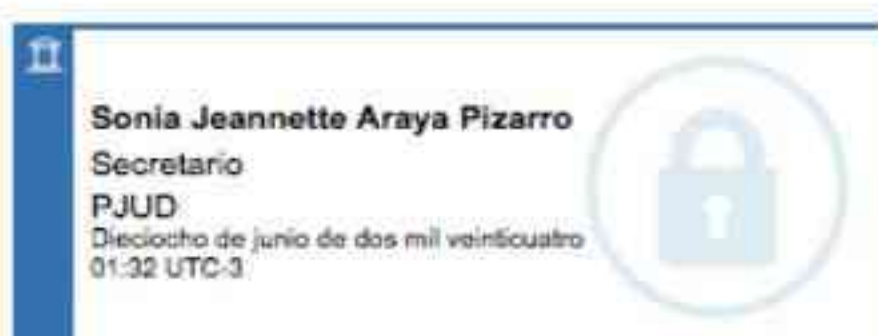 Sonia Jeannette Araya Pizarro
Secretario
PJUD
Dieciocho de junio de dos mil veinticuatro
01:32 UTC-3